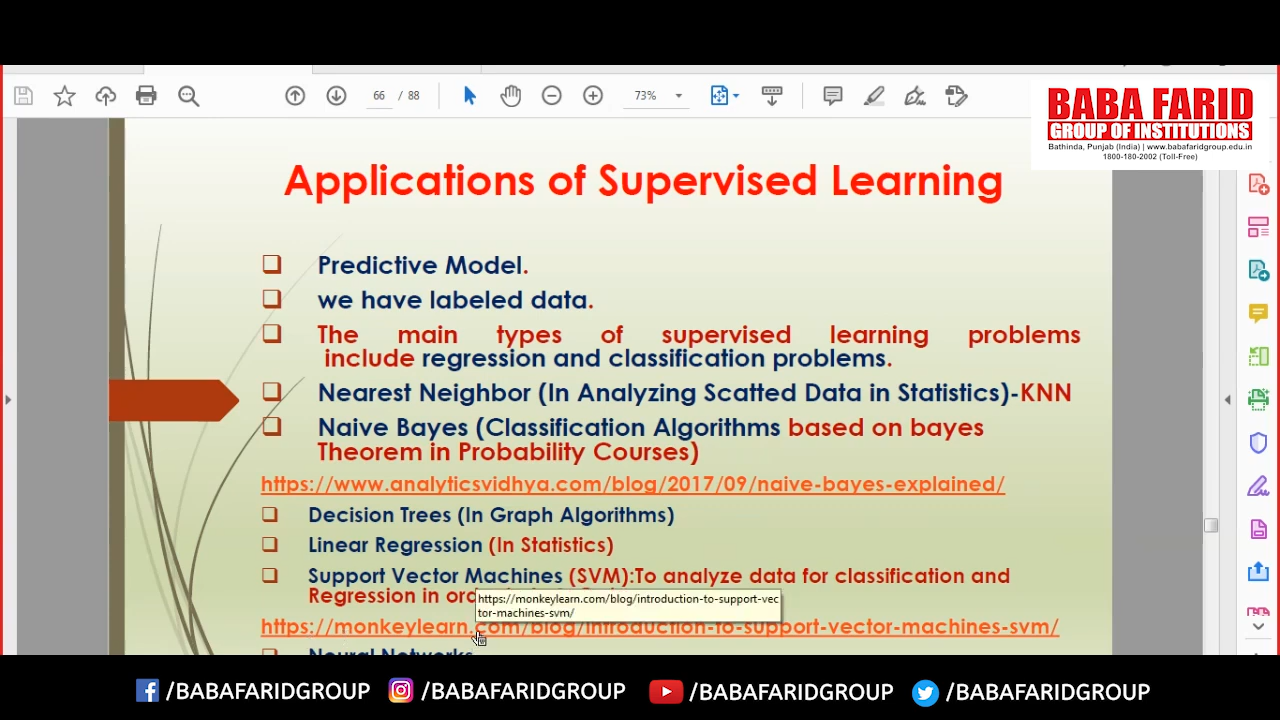 66 / 88
73%
BABA FARID
GROUP OF INSTITUTIONS
Bathinda, Punjab (India) | www.babafaridgroup.edu.in
1800-180-2002 (Toll-Free)
Applications of Supervised Learning
Predictive Model.
we have labeled data.
The main types of supervised learning problems
include regression and classification problems.
Nearest Neighbor (In Analyzing Scatted Data in Statistics)-KNN
Naive Bayes (Classification Algorithms based on bayes
Theorem in Probability Courses)
https://www.analyticsvidhya.com/blog/2017/09/naive-bayes-explained/
Decision Trees (In Graph Algorithms)
Linear Regression (In Statistics)
Support Vector Machines (SVM):To analyze data for classification and
Regression in
https://monkeylearn.com/blog/introduction-to-support-vec
tor-machines-svm/
https://monkeylearn.com/blog/introduction-to-support-vector-machines-svm/
Neural Networks
/BABAFARIDGROUP
/BABAFARIDGROUP
/BABAFARIDGROUP
/BABAFARIDGROUP